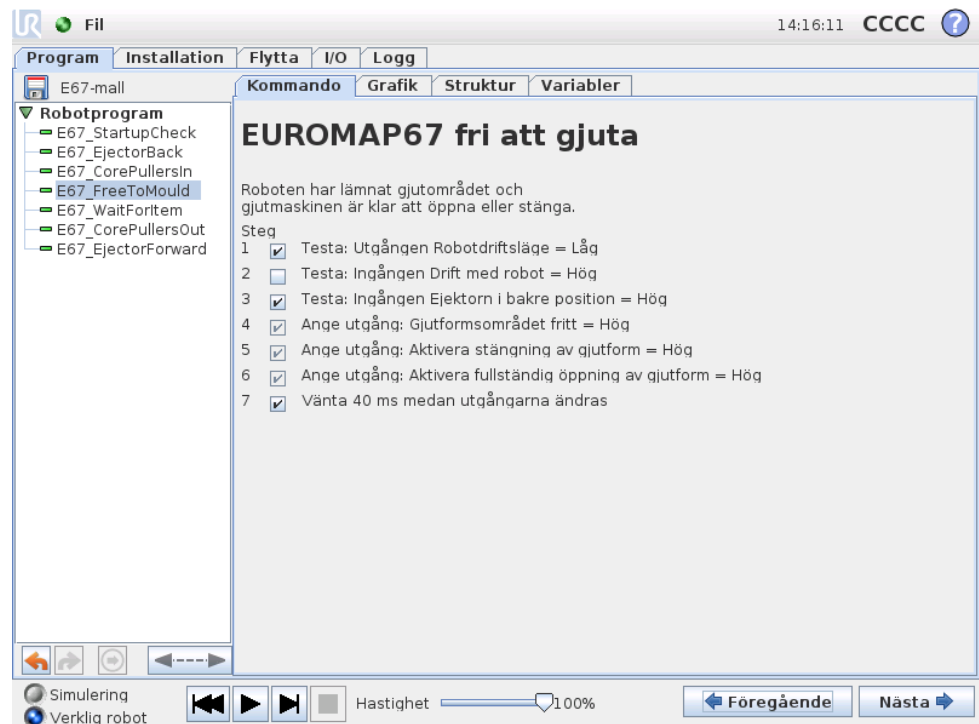 UR Fil 14:16:11 CCCC ?
Program Installation Flytta I/O Logg
E67-mall
Kommando Grafik Struktur Variabler
Robotprogram
E67_StartupCheck
E67_EjectorBack
E67_CorePullersIn
E67_FreeToMould
E67_WaitForItem
E67_CorePullersOut
E67_EjectorForward
EUROMAP67 fri att gjuta
Roboten har lämnat gjutområdet och
gjutmaskinen är klar att öppna eller stänga.
Steg
1 Testa: Utgången Robotdriftsläge = Låg
2 Testa: Ingången Drift med robot = Hög
3 Testa: Ingången Ejektorn i bakre position = Hög
4 Ange utgång: Gjutformsområdet fritt = Hög
5 Ange utgång: Aktivera stängning av gjutform = Hög
6 Ange utgång: Aktivera fullständig öppning av gjutform = Hög
7 Vänta 40 ms medan utgångarna ändras
Simulering
Verklig robot
Hastighet 100%
Föregående Nästa